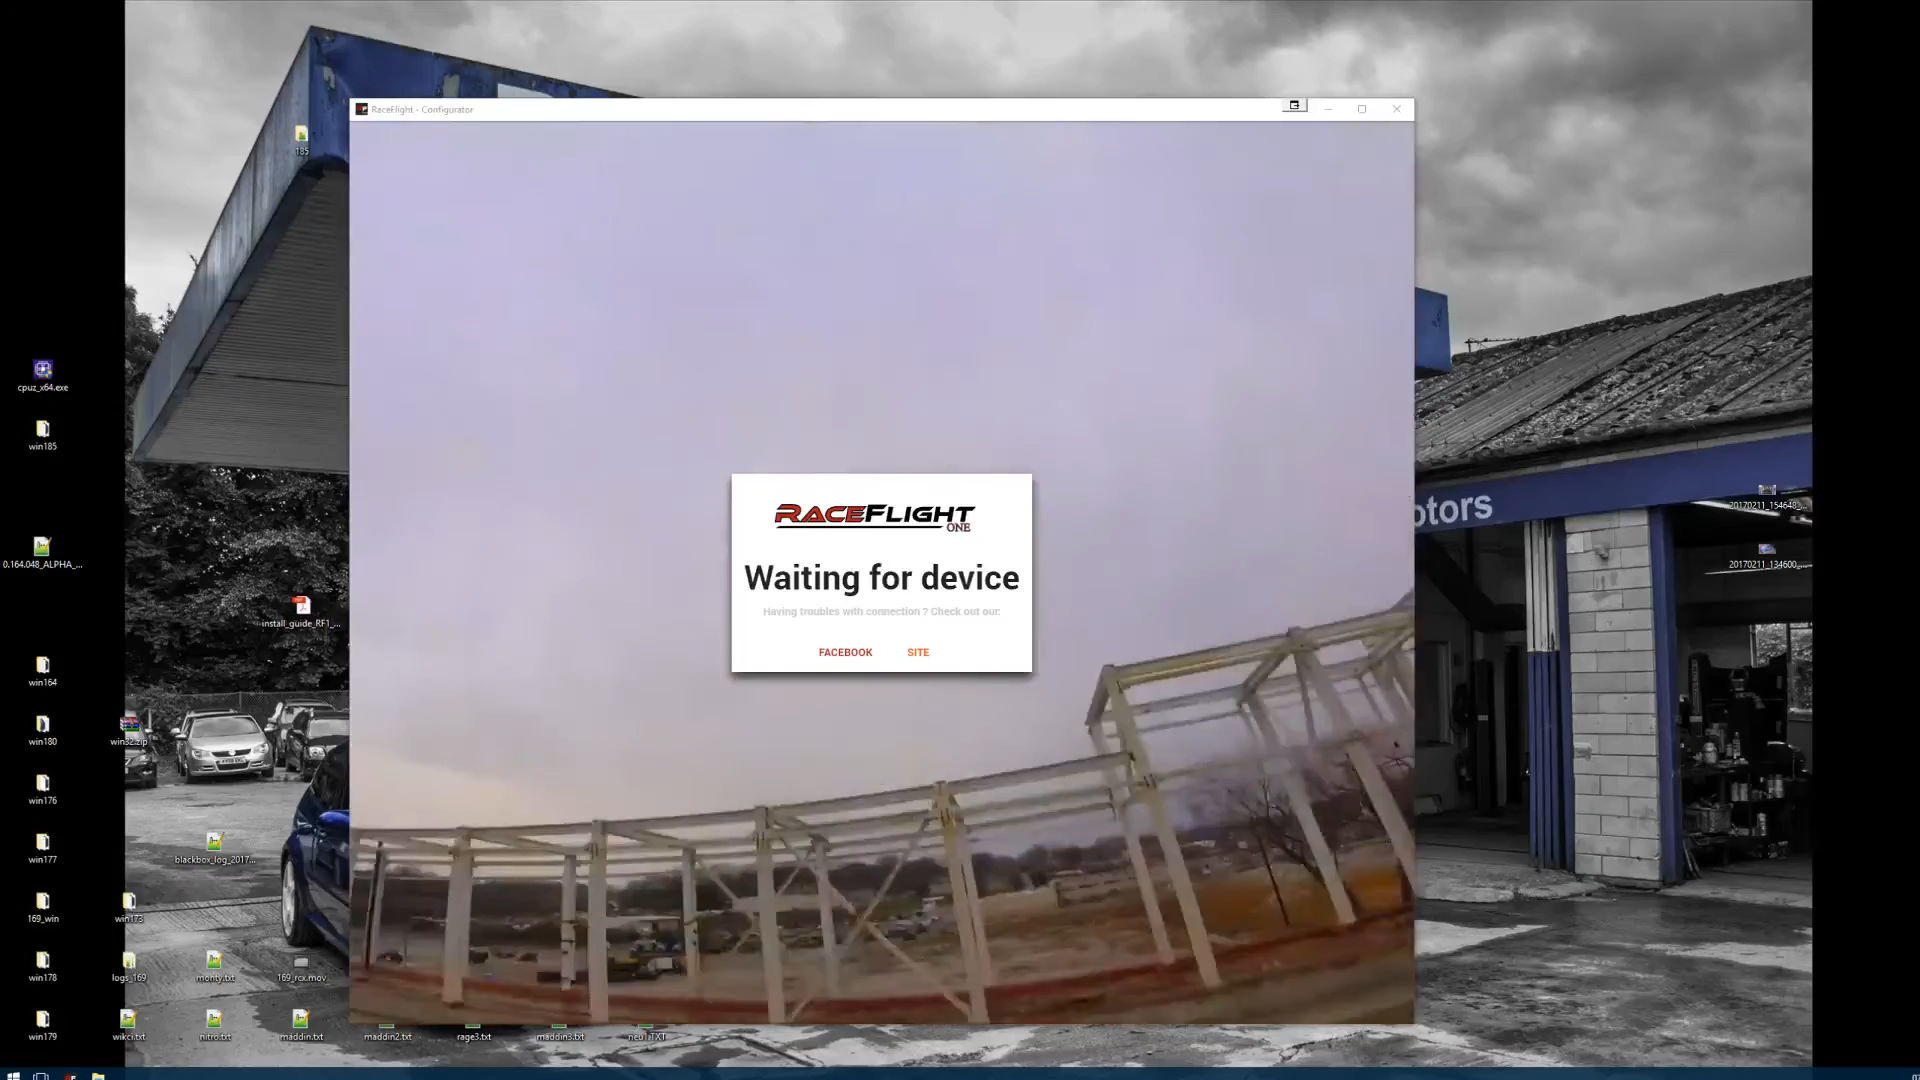 RaceFlight - Configurator
185
cpuz_x64.exe
win185
0.164.048_ALPHA_...
install_guide_RF1_...
win164
win180
win32.zip
win176
win177
blackbox_log_2017...
169_win
win173
win178
logs_169
monty.txt
169_rcx.mov
win179
wikci.txt
nitro.txt
maddin.txt
maddin2.txt
rage3.txt
maddin3.txt
neu1.TXT
RACEFLIGHT
ONE
Waiting for device
Having troubles with connection ? Check out our:
FACEBOOK
SITE
otors
20170211_154648_...
20170211_134600_...